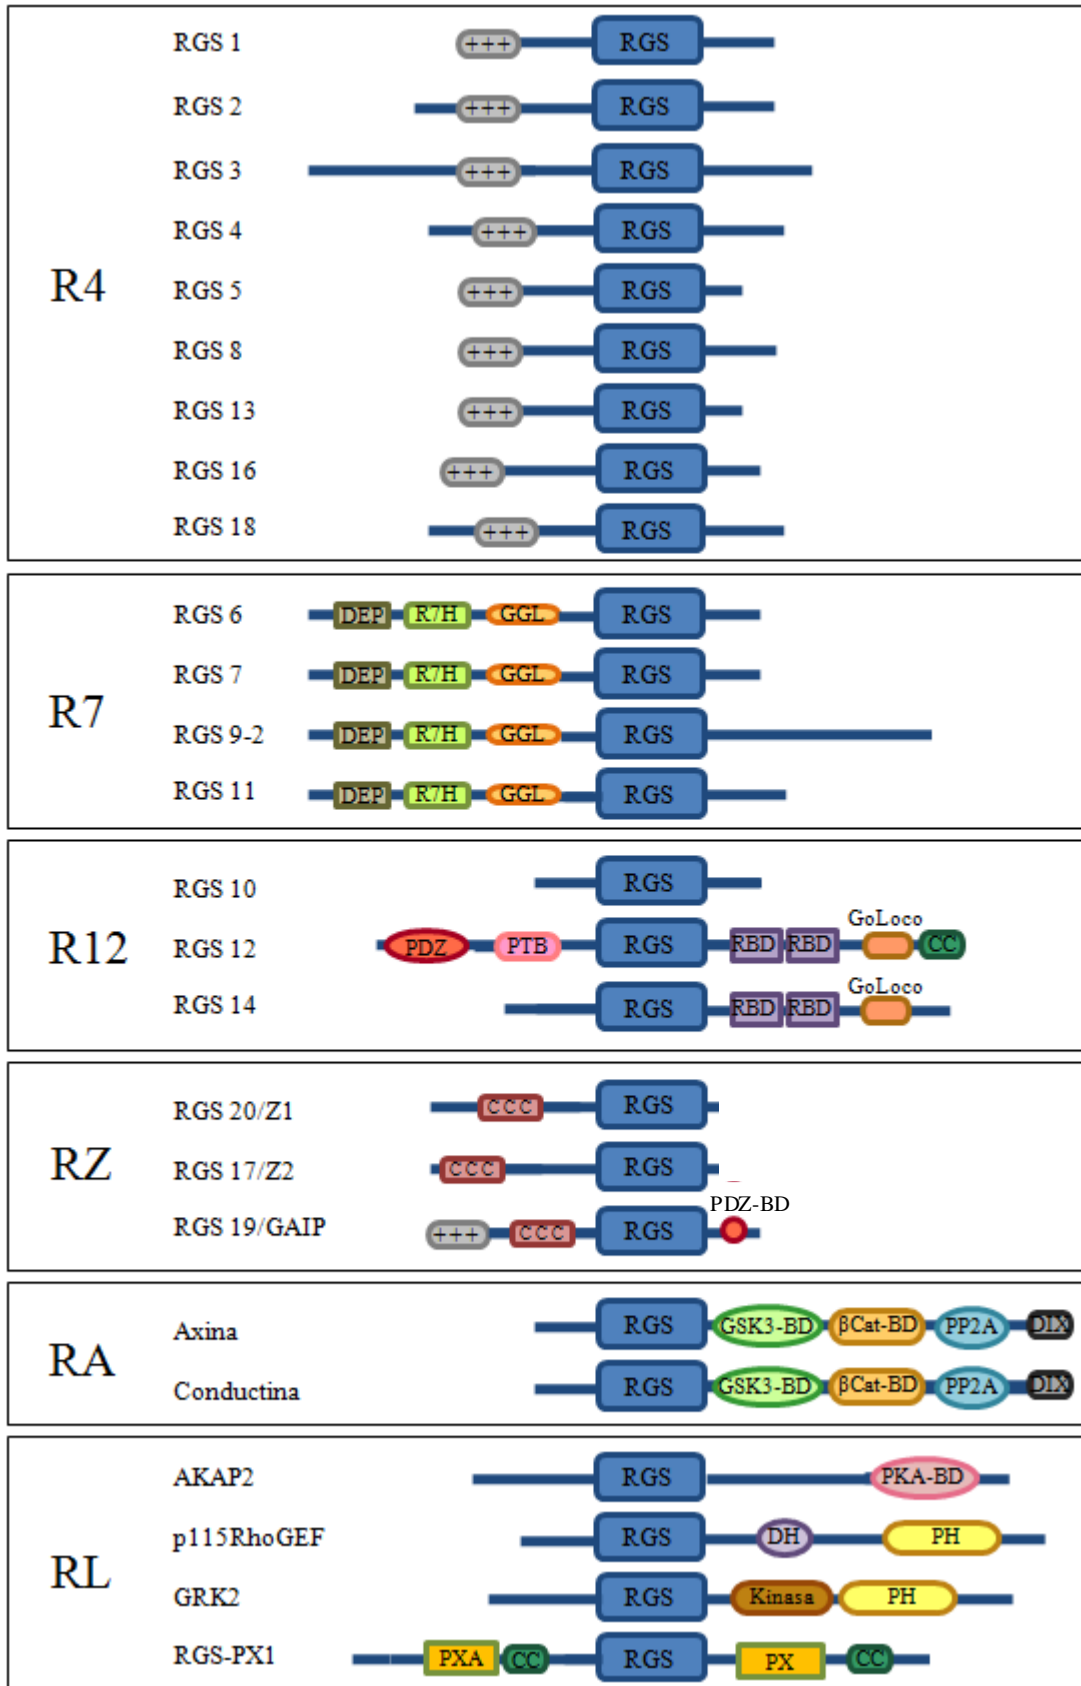 RGS 1 +++ RGS
RGS 2 +++ RGS
RGS 3 +++ RGS
RGS 4 +++ RGS
R4
RGS 5 +++ RGS
RGS 8 +++ RGS
RGS 13 +++ RGS
RGS 16 +++ RGS
RGS 18 +++ RGS
RGS 6 DEP R7H GGL RGS
RGS 7 DEP R7H GGL RGS
R7
RGS 9-2 DEP R7H GGL RGS
RGS 11 DEP R7H GGL RGS
RGS 10 RGS
GoLoco
R12
RGS 12 PDZ PTB RGS RBD RBD CC
GoLoco
RGS 14 RGS RBD RBD
RGS 20/Z1 CCC RGS
RZ
RGS 17/Z2 CCC RGS
PDZ-BD
RGS 19/GAIP +++ CCC RGS
Axina RGS GSK3-BD βCat-BD PP2A DIX
RA
Conductina RGS GSK3-BD βCat-BD PP2A DIX
AKAP2 RGS PKA-BD
p115RhoGEF RGS DH PH
RL
GRK2 RGS Kinasa PH
RGS-PX1 PXA CC RGS PX CC